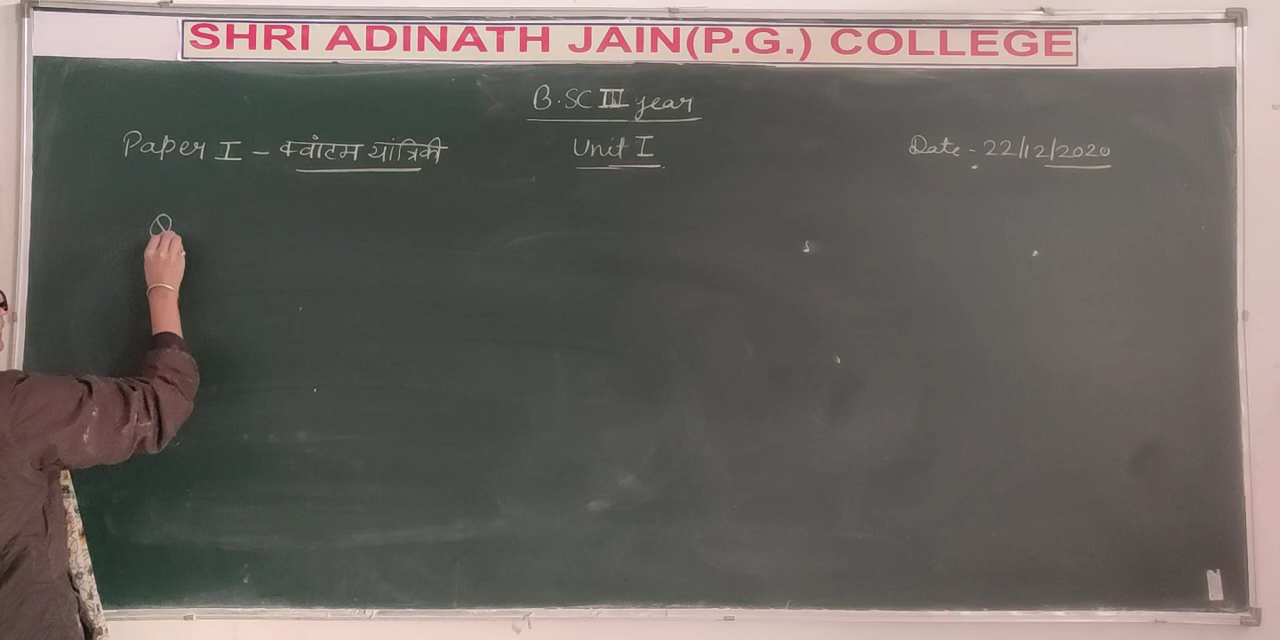 SHRI ADINATH JAIN(P.G.) COLLEGE
B.SC III year
Paper I - क्वांटम यांत्रिकी Unit I Date - 22/12/2020